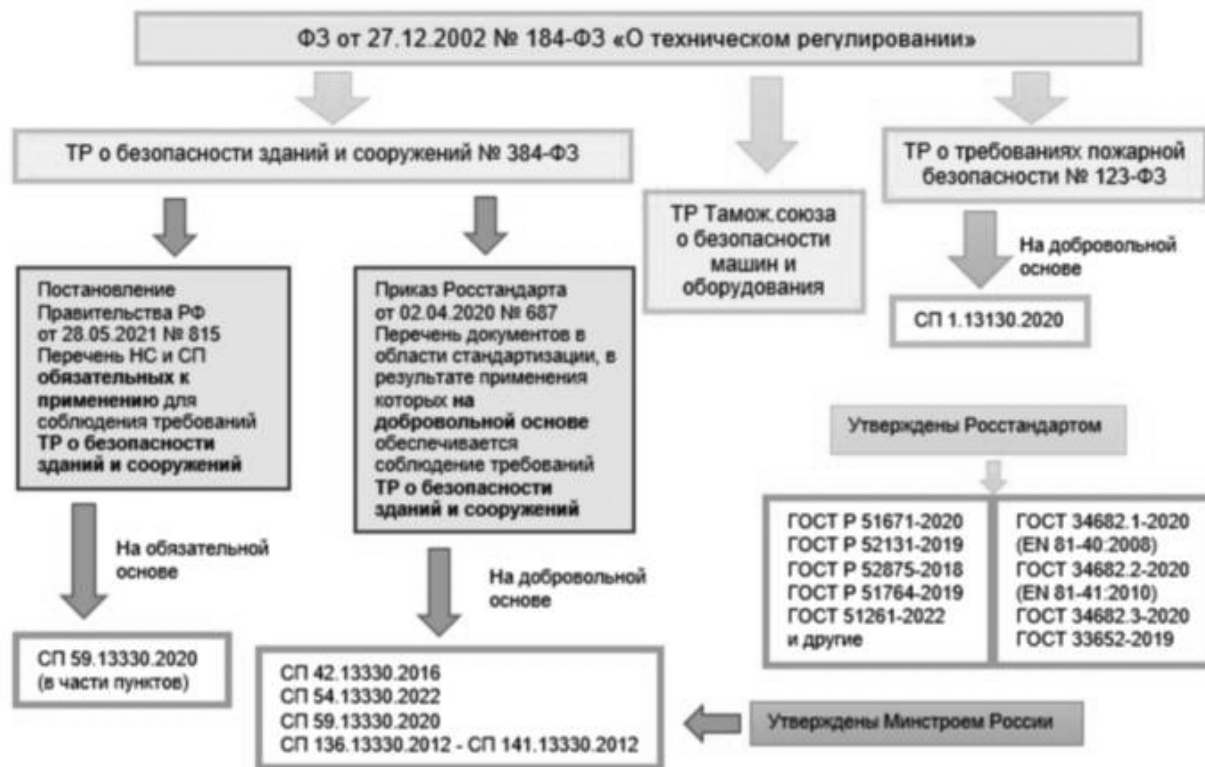 ФЗ от 27.12.2002 № 184-ФЗ «О техническом регулировании»
ТР о безопасности зданий и сооружений № 384-ФЗ
ТР Тамож.союза
о безопасности
машин и
оборудования
ТР о требованиях пожарной
безопасности № 123-ФЗ
На добровольной
основе
СП 1.13130.2020
Постановление
Правительства РФ
от 28.05.2021 № 815
Перечень НС и СП
обязательных к
применению для
соблюдения требований
ТР о безопасности
зданий и сооружений
Приказ Росстандарта
от 02.04.2020 № 687
Перечень документов в
области стандартизации, в
результате применения
которых на
добровольной основе
обеспечивается
соблюдение требований
ТР о безопасности
зданий и сооружений
На обязательной
основе
На добровольной
основе
СП 59.13330.2020
(в части пунктов)
СП 42.13330.2016
СП 54.13330.2022
СП 59.13330.2020
СП 136.13330.2012 - СП 141.13330.2012
Утверждены Росстандартом
ГОСТ Р 51671-2020
ГОСТ Р 52131-2019
ГОСТ Р 52875-2018
ГОСТ Р 51764-2019
ГОСТ 51261-2022
и другие
ГОСТ 34682.1-2020
(EN 81-40:2008)
ГОСТ 34682.2-2020
(EN 81-41:2010)
ГОСТ 34682.3-2020
ГОСТ 33652-2019
Утверждены Минстроем России